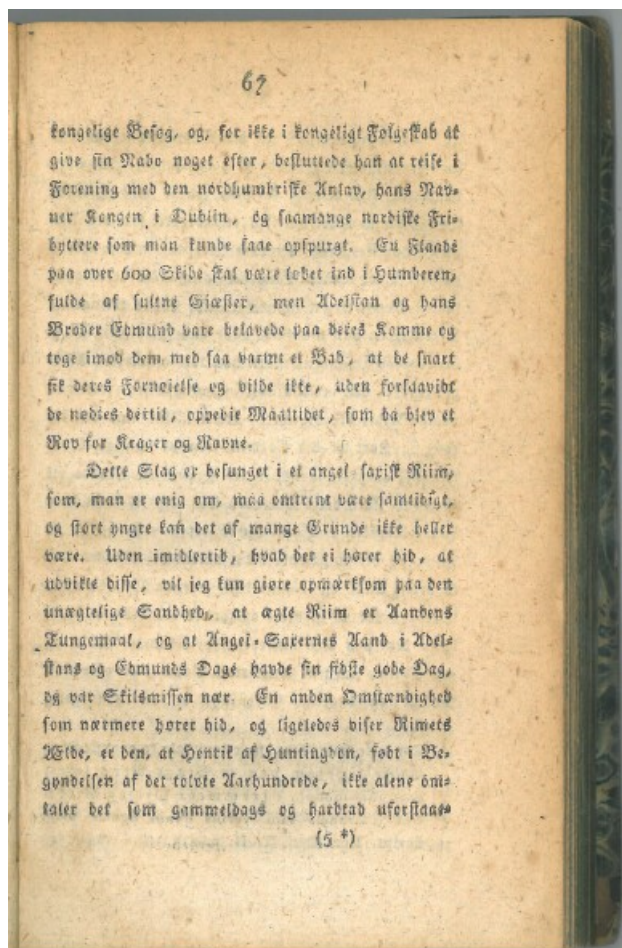 67
kongelige Besøg, og, for ikke i kongeligt Følgeskab at
give sin Nabo noget efter, besluttede han at reise i
Forening med den nordhumbriske Anlav, hans Nav-
ner Kongen i Dublin, og saamange nordiske Fri-
byttere som man kunde faae opspurgt. En Flaade
paa over 600 Skibe skal være løbet ind i Humberen,
fulde af sultne Giæster, men Adelstan og hans
Broder Edmund vare belavede paa deres Komme og
toge imod dem med saa varmt et Bad, at de snart
fik deres Fornøielse og vilde ikke, uden forsaavidt
de nødtes dertil, oppebie Maaltidet, som da blev et
Rov for Krager og Ravne.
Dette Slag er besunget i et angel-saxisk Riim,
som, man er enig om, maa omtrent være samtidigt,
og stort yngre kan det af mange Grunde ikke heller
være. Uden imidlertid, hvad der ei hører hid, at
udvikle disse, vil jeg kun giøre opmærksom paa den
unægtelige Sandhed, at ægte Riim er Aandens
Tungemaal, og at Angel-Saxernes Aand i Adel-
stans og Edmunds Dage havde sin sidste gode Dag,
og var Skilsmissen nær. En anden Omstændighed
som nærmere hører hid, og ligeledes viser Rimets
Ælde, er den, at Henrik af Huntingdon, født i Be-
gyndelsen af det tolvte Aarhundrede, ikke alene om-
taler det som gammeldags og hardtad uforstaae-
(5 *)